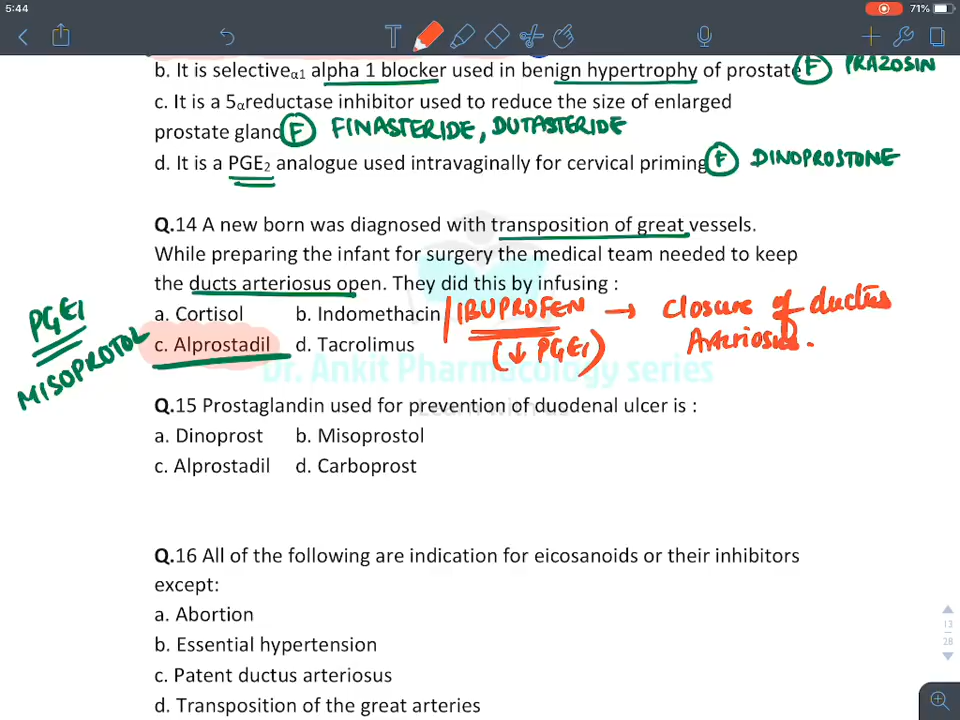 5:44
71%
T
b. It is selectiveα1 alpha 1 blocker used in benign hypertrophy of prostate F PRAZOSIN
c. It is a 5α reductase inhibitor used to reduce the size of enlarged
prostate gland F FINASTERIDE, DUTASTERIDE
d. It is a PGE2 analogue used intravaginally for cervical priming F DINOPROSTONE
Q.14 A new born was diagnosed with transposition of great vessels.
While preparing the infant for surgery the medical team needed to keep
the ducts arteriosus open. They did this by infusing :
a. Cortisol b. Indomethacin / IBUPROFEN → closure of ductus
Arteriosus.
c. Alprostadil d. Tacrolimus (↓ PGE1)
PGE1
MISOPROTOL
Dr. Ankit Pharmacology series
Q.15 Prostaglandin used for prevention of duodenal ulcer is :
a. Dinoprost b. Misoprostol
c. Alprostadil d. Carboprost
Q.16 All of the following are indication for eicosanoids or their inhibitors
except:
a. Abortion
b. Essential hypertension
c. Patent ductus arteriosus
d. Transposition of the great arteries
13
28